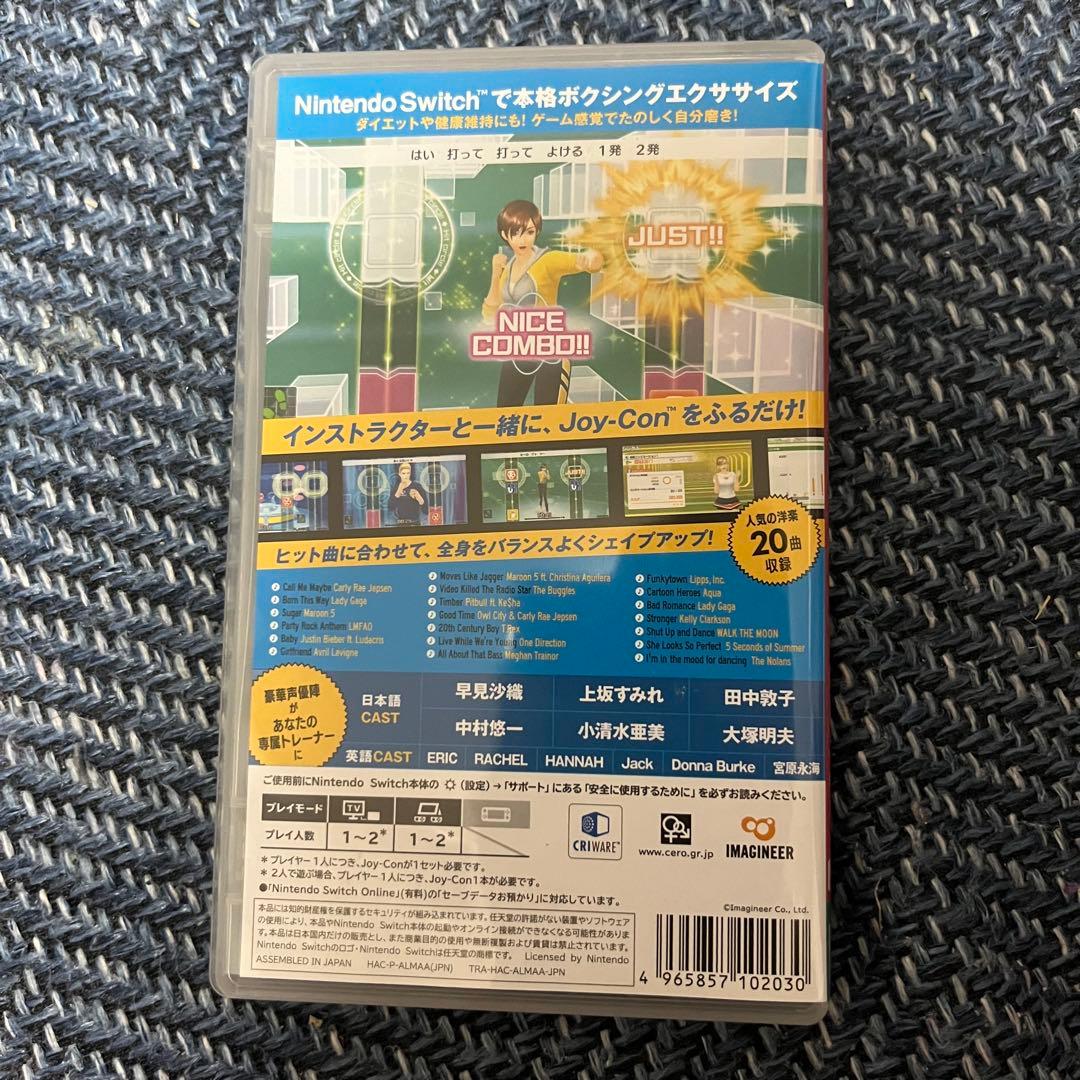 Nintendo Switch™で本格ボクシングエクササイズ
ダイエットや健康維持にも!ゲーム感覚でたのしく自分磨き!
はい 打って 打って よける 1発 2発
JUST!!
NICE
COMBO!!
インストラクターと一緒に、Joy-Con™をふるだけ!
人気の洋楽
20曲
収録
ヒット曲に合わせて、全身をバランスよくシェイプアップ!
♪ Call Me Maybe Carly Rae Jepsen
♪ Born This Way Lady Gaga
♪ Sugar Maroon 5
♪ Party Rock Anthem LMFAO
♪ Baby Justin Bieber ft. Ludacris
♪ Girlfriend Avril Lavigne
♪ Moves Like Jagger Maroon 5 ft. Christina Aguilera
♪ Video Killed The Radio Star The Buggles
♪ Timber Pitbull ft. Ke$ha
♪ Good Time Owl City & Carly Rae Jepsen
♪ 20th Century Boy T.Rex
♪ Live While We're Young One Direction
♪ All About That Bass Meghan Trainor
♪ Funkytown Lipps, Inc.
♪ Cartoon Heroes Aqua
♪ Bad Romance Lady Gaga
♪ Stronger Kelly Clarkson
♪ Shut Up and Dance WALK THE MOON
♪ She Looks So Perfect 5 Seconds of Summer
♪ I'm in the mood for dancing The Nolans
豪華声優陣
が
あなたの
専属トレーナーに
日本語
CAST
早見沙織 上坂すみれ 田中敦子
中村悠一 小清水亜美 大塚明夫
英語CAST ERIC RACHEL HANNAH Jack Donna Burke 宮原永海
ご使用前にNintendo Switch本体の(設定)→「サポート」にある「安全に使用するために」を必ずお読みください。
プレイモード TV
プレイ人数 1~2* 1~2*
CRIWARE™
www.cero.gr.jp
IMAGINEER
*プレイヤー1人につき、Joy-Conが1セット必要です。
*2人で遊ぶ場合、プレイヤー1人につき、Joy-Con1本が必要です。
●「Nintendo Switch Online」(有料)の「セーブデータお預かり」に対応しています。
©Imagineer Co., Ltd.
本品には知的財産権を保護するセキュリティが組み込まれています。任天堂の許諾がない装置やソフトウェア
の使用により、本品やNintendo Switch本体の起動やオンライン接続ができなくなる可能性があります。
本品は日本国内だけの販売とし、また商業目的の使用や無断複製および賃貸は禁止されています。
Nintendo Switchのロゴ・Nintendo Switchは任天堂の商標です。 Licensed by Nintendo
ASSEMBLED IN JAPAN HAC-P-ALMAA(JPN) TRA-HAC-ALMAA-JPN
4 965857 102030